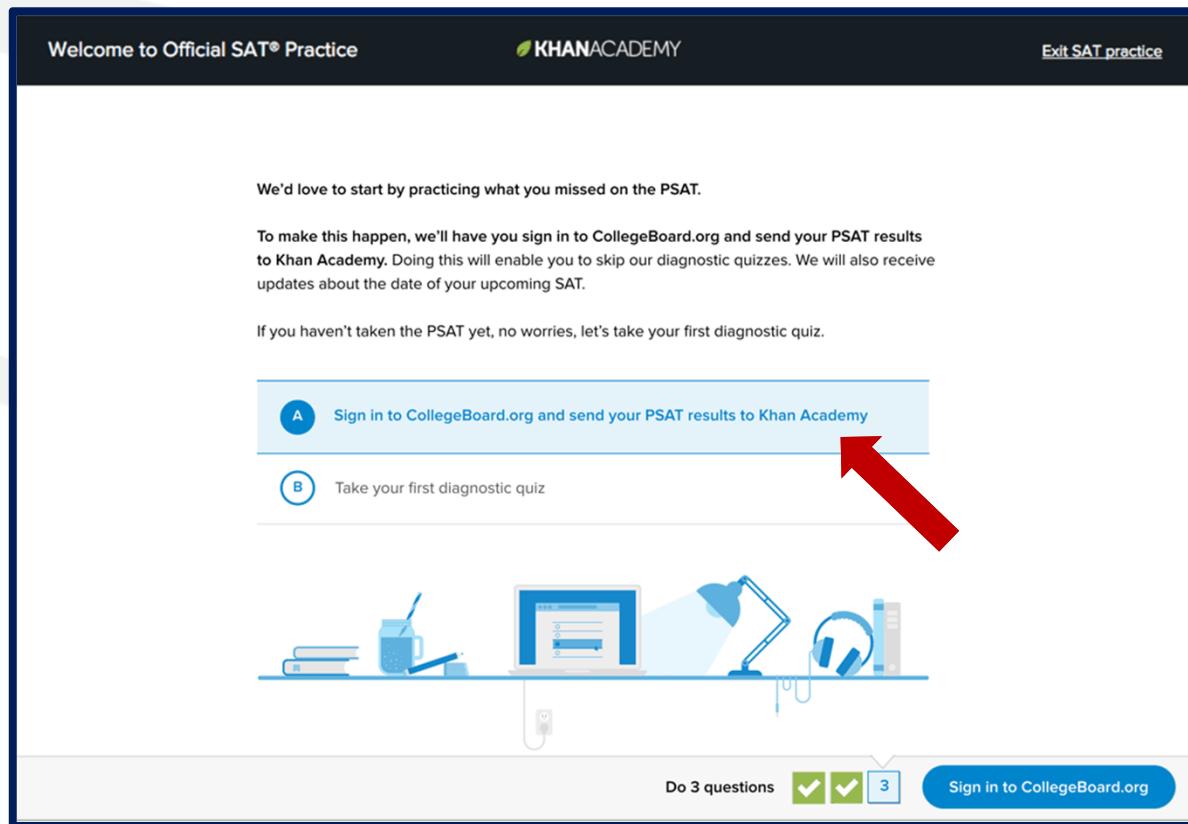 Welcome to Official SAT® Practice
KHANACADEMY
Exit SAT practice
We'd love to start by practicing what you missed on the PSAT.
To make this happen, we'll have you sign in to CollegeBoard.org and send your PSAT results
to Khan Academy. Doing this will enable you to skip our diagnostic quizzes. We will also receive
updates about the date of your upcoming SAT.
If you haven't taken the PSAT yet, no worries, let's take your first diagnostic quiz.
A Sign in to CollegeBoard.org and send your PSAT results to Khan Academy
B Take your first diagnostic quiz
Do 3 questions 3 Sign in to CollegeBoard.org